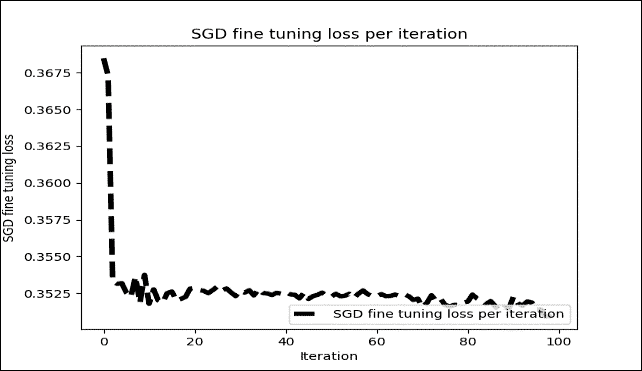 SGD fine tuning loss per iteration
0.3675
0.3650
0.3625
0.3600
0.3575
0.3550
0.3525
SGD fine tuning loss
SGD fine tuning loss per iteration
0 20 40 60 80 100
Iteration